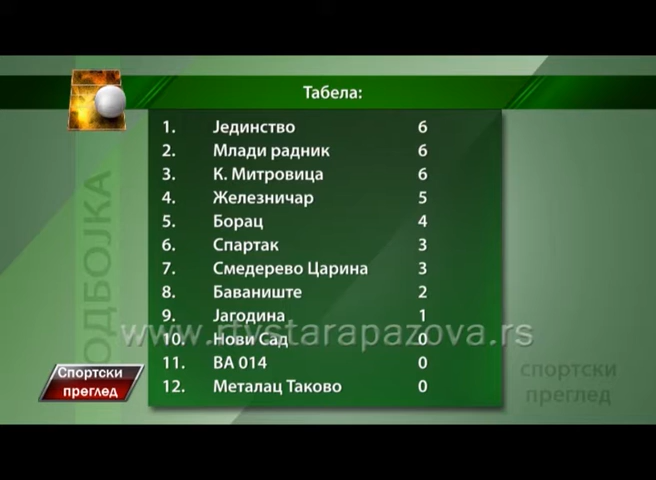 Табела:
1. Јединство 6
2. Млади радник 6
3. К. Митровица 6
4. Железничар 5
5. Борац 4
6. Спартак 3
7. Смедерево Царина 3
8. Баваниште 2
9. Јагодина 1
www.rtvstarapazova.rs
10. Нови Сад 0
11. ВА 014 0
12. Металац Таково 0
ОДБОЈКА
Спортски
преглед
спортски
преглед